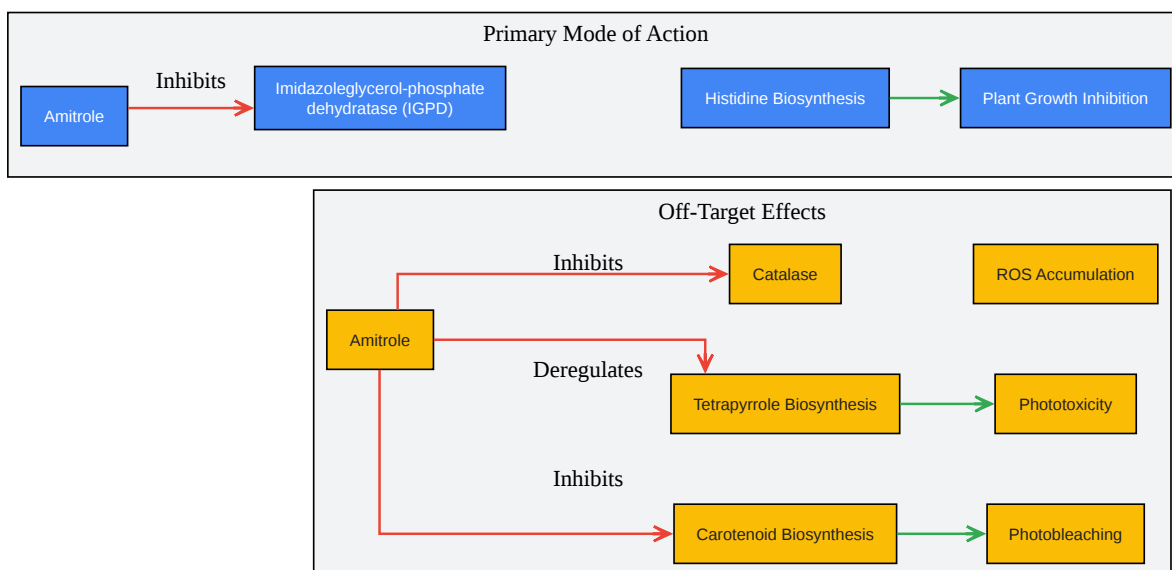 Primary Mode of Action
Inhibits
Amitrole
Imidazoleglycerol-phosphate
dehydratase (IGPD)
Histidine Biosynthesis
Plant Growth Inhibition
Off-Target Effects
Inhibits
Catalase
ROS Accumulation
Amitrole
Deregulates
Tetrapyrrole Biosynthesis
Phototoxicity
Inhibits
Carotenoid Biosynthesis
Photobleaching